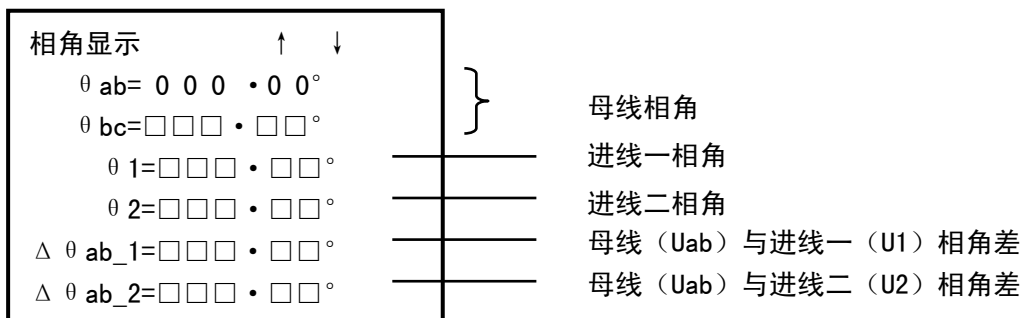 相角显示 ↑ ↓
θab= 0 0 0 •0 0°
θbc=□□□•□□°
θ1=□□□•□□°
θ2=□□□•□□°
Δ θab_1=□□□•□□°
Δ θab_2=□□□•□□°
母线相角
进线一相角
进线二相角
母线（Uab）与进线一（U1）相角差
母线（Uab）与进线二（U2）相角差